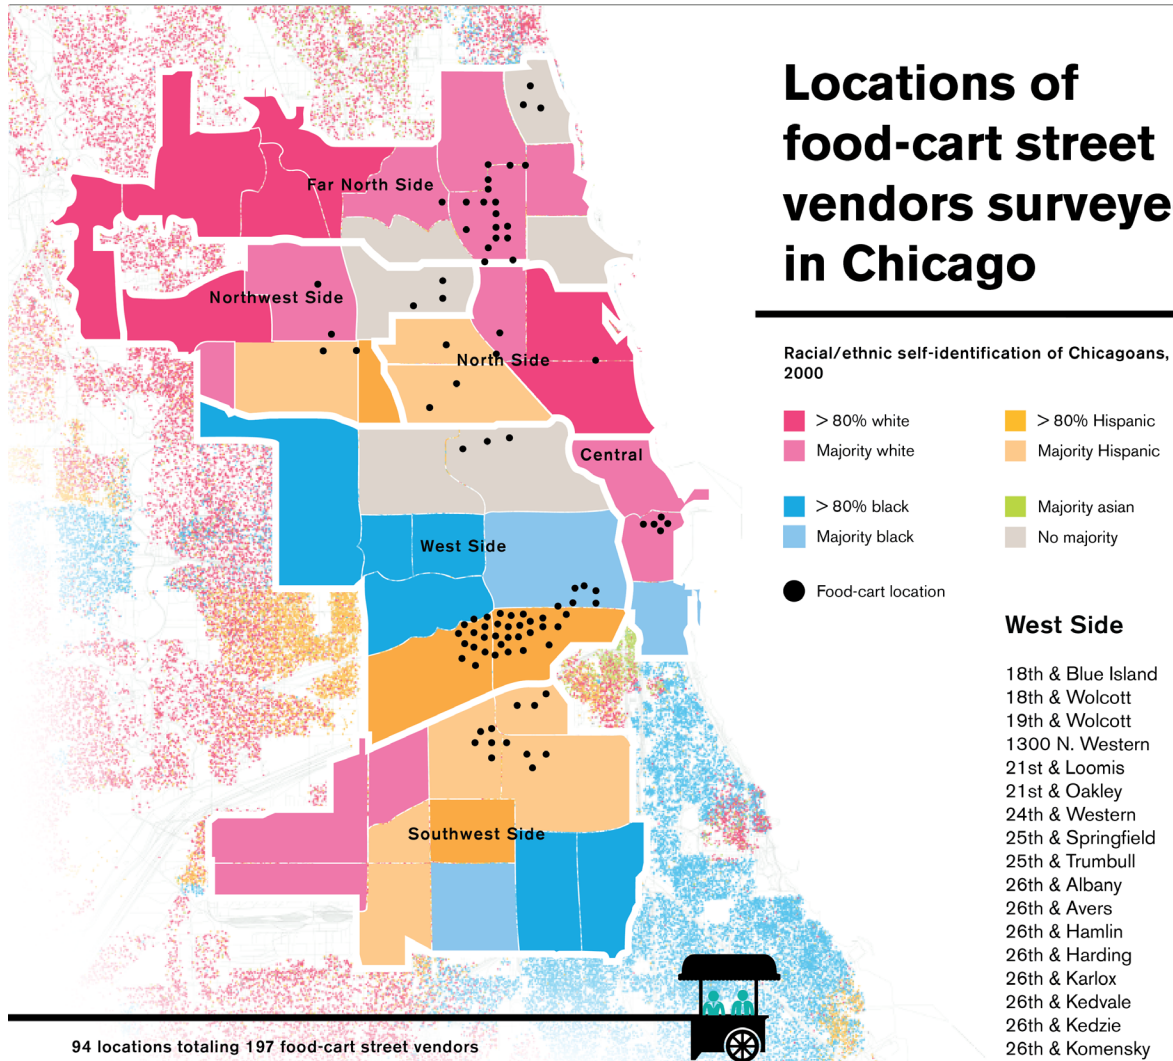 Locations of
food-cart street
vendors surveye
in Chicago
Racial/ethnic self-identification of Chicagoans,
2000
> 80% white
Majority white
> 80% Hispanic
Majority Hispanic
> 80% black
Majority black
Majority asian
No majority
Food-cart location
Far North Side
Northwest Side
North Side
Central
West Side
Southwest Side
West Side
18th & Blue Island
18th & Wolcott
19th & Wolcott
1300 N. Western
21st & Loomis
21st & Oakley
24th & Western
25th & Springfield
25th & Trumbull
26th & Albany
26th & Avers
26th & Hamlin
26th & Harding
26th & Karlox
26th & Kedvale
26th & Kedzie
26th & Komensky
94 locations totaling 197 food-cart street vendors